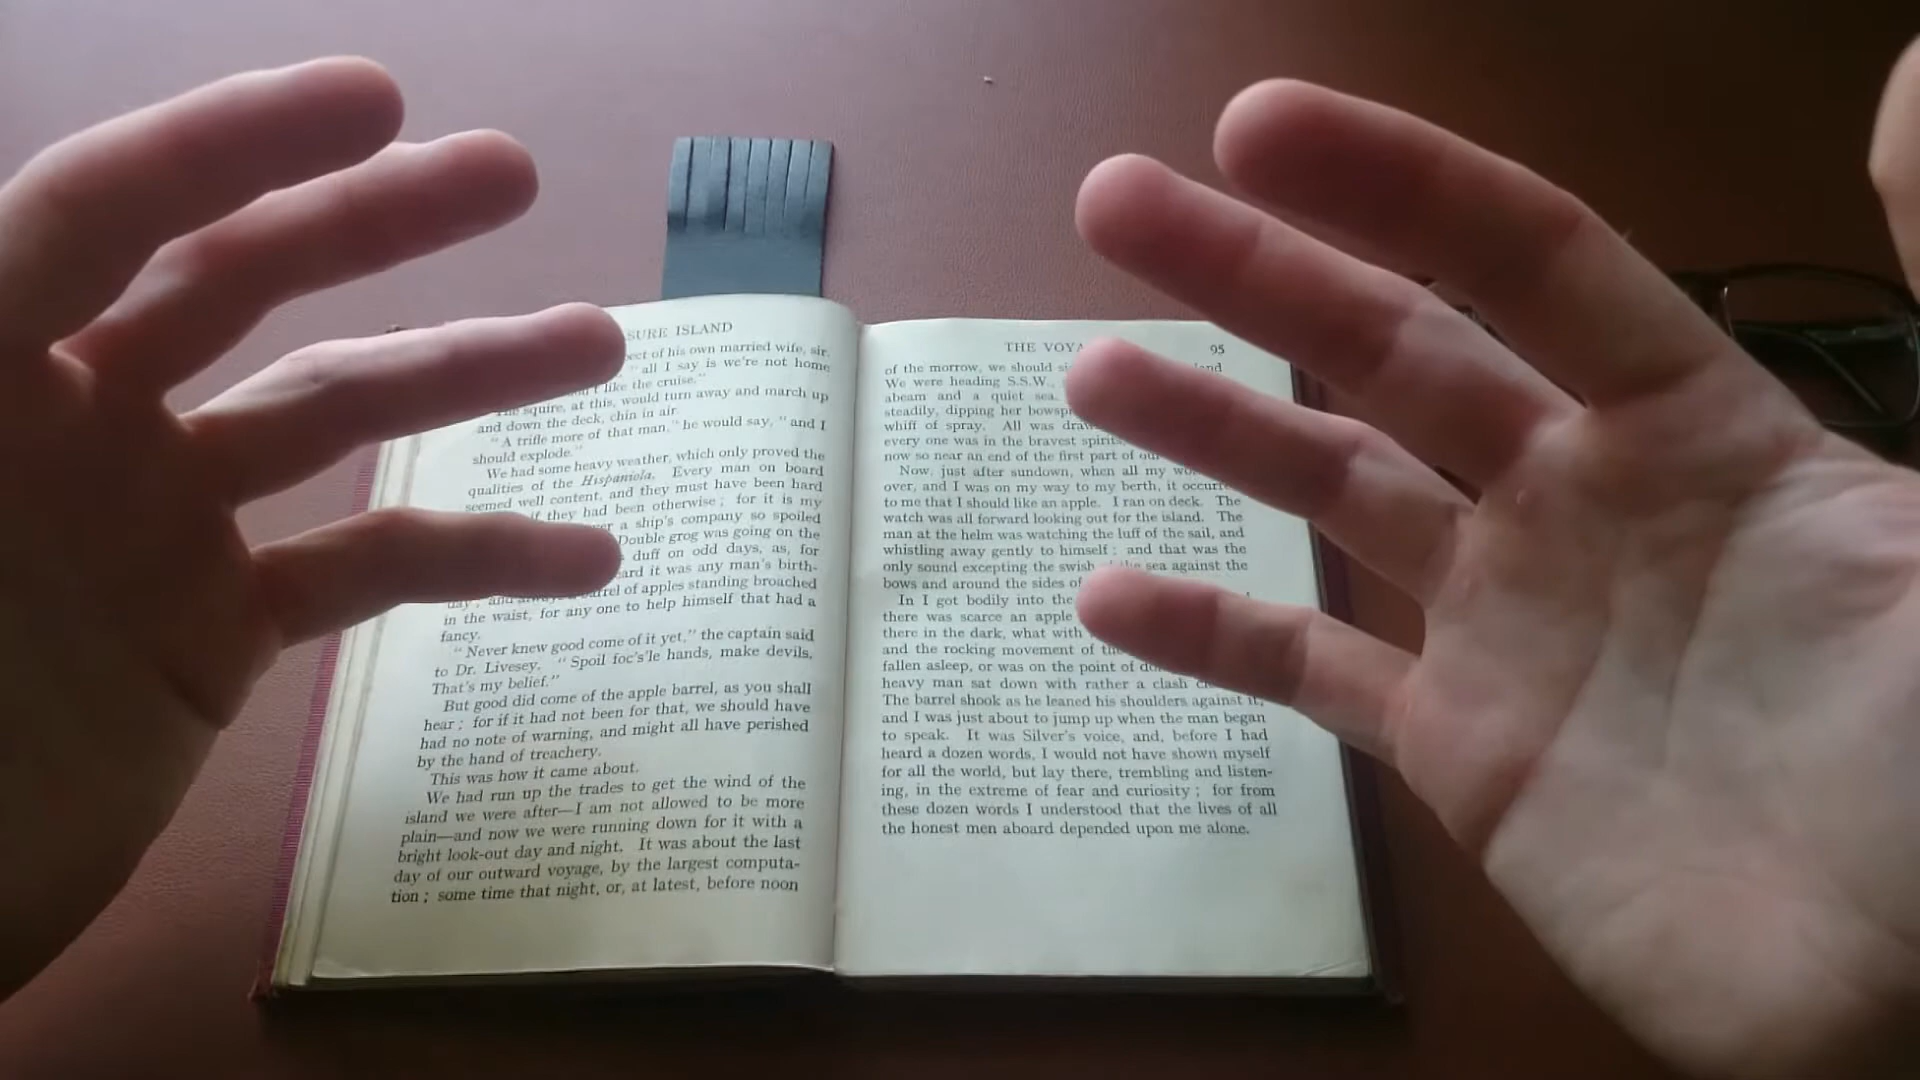 SURE ISLAND
ect of his own married wife, sir.
"all I say is we're not home
like the cruise."
The squire, at this, would turn away and march up
and down the deck, chin in air.
"A trifle more of that man," he would say, "and I
should explode."
We had some heavy weather, which only proved the
qualities of the Hispaniola. Every man on board
seemed well content, and they must have been hard
if they had been otherwise; for it is my
a ship's company so spoiled
Double grog was going on the
duff on odd days, as, for
ard it was any man's birth-
day; and always a barrel of apples standing broached
in the waist, for any one to help himself that had a
fancy.
"Never knew good come of it yet," the captain said
to Dr. Livesey. "Spoil foc's'le hands, make devils.
That's my belief."
But good did come of the apple barrel, as you shall
hear; for if it had not been for that, we should have
had no note of warning, and might all have perished
by the hand of treachery.
This was how it came about.
We had run up the trades to get the wind of the
island we were after—I am not allowed to be more
plain—and now we were running down for it with a
bright look-out day and night. It was about the last
day of our outward voyage, by the largest computa-
tion; some time that night, or, at latest, before noon
THE VOYA
95
of the morrow, we should si
We were heading S.S.W.,
abeam and a quiet sea.
steadily, dipping her bowspr
whiff of spray. All was draw
every one was in the bravest spirits,
now so near an end of the first part of ou
Now, just after sundown, when all my wo
over, and I was on my way to my berth, it occurre
to me that I should like an apple. I ran on deck. The
watch was all forward looking out for the island. The
man at the helm was watching the luff of the sail, and
whistling away gently to himself; and that was the
only sound excepting the swish of the sea against the
bows and around the sides of
In I got bodily into the
there was scarce an apple
there in the dark, what with
and the rocking movement of the
fallen asleep, or was on the point of do
heavy man sat down with rather a clash
The barrel shook as he leaned his shoulders against it,
and I was just about to jump up when the man began
to speak. It was Silver's voice, and, before I had
heard a dozen words, I would not have shown myself
for all the world, but lay there, trembling and listen-
ing, in the extreme of fear and curiosity; for from
these dozen words I understood that the lives of all
the honest men aboard depended upon me alone.